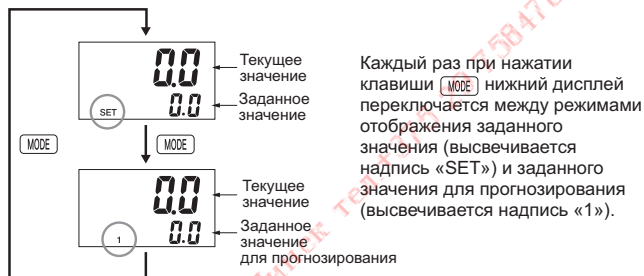 0.0
Текущее
значение
SET
0.0
Заданное
значение
MODE
MODE
0.0
Текущее
значение
1
0.0
Заданное
значение
для прогнозирования
Каждый раз при нажатии
клавиши MODE нижний дисплей
переключается между режимами
отображения заданного
значения (высвечивается
надпись «SET») и заданного
значения для прогнозирования
(высвечивается надпись «1»).